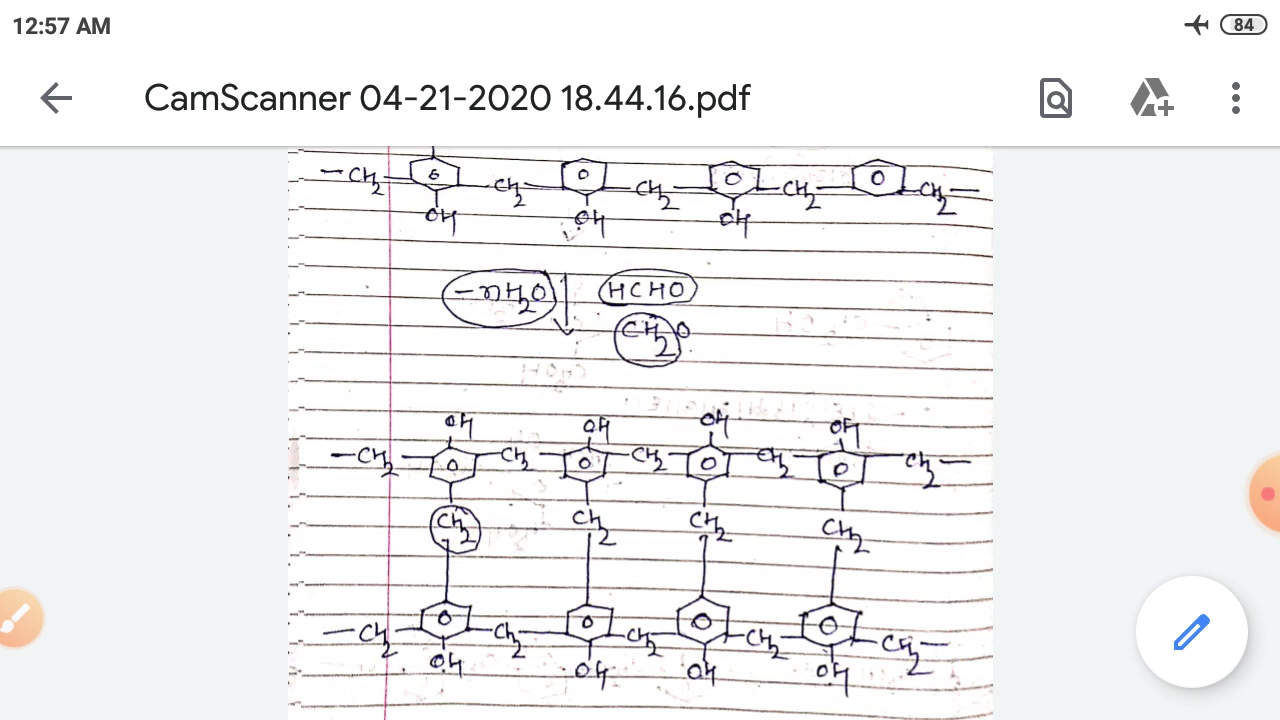 12:57 AM
84
CamScanner 04-21-2020 18.44.16.pdf
—CH2 CH2 —CH2— —CH2— —CH2—
OH OH OH
-nH2O HCHO
CH2O
OH OH OH OH
—CH2— —CH2— —CH2— —CH2— —CH2—
CH2 CH2 CH2 CH2
—CH2— —CH2— —CH2— —CH2— —CH2—
OH OH OH OH